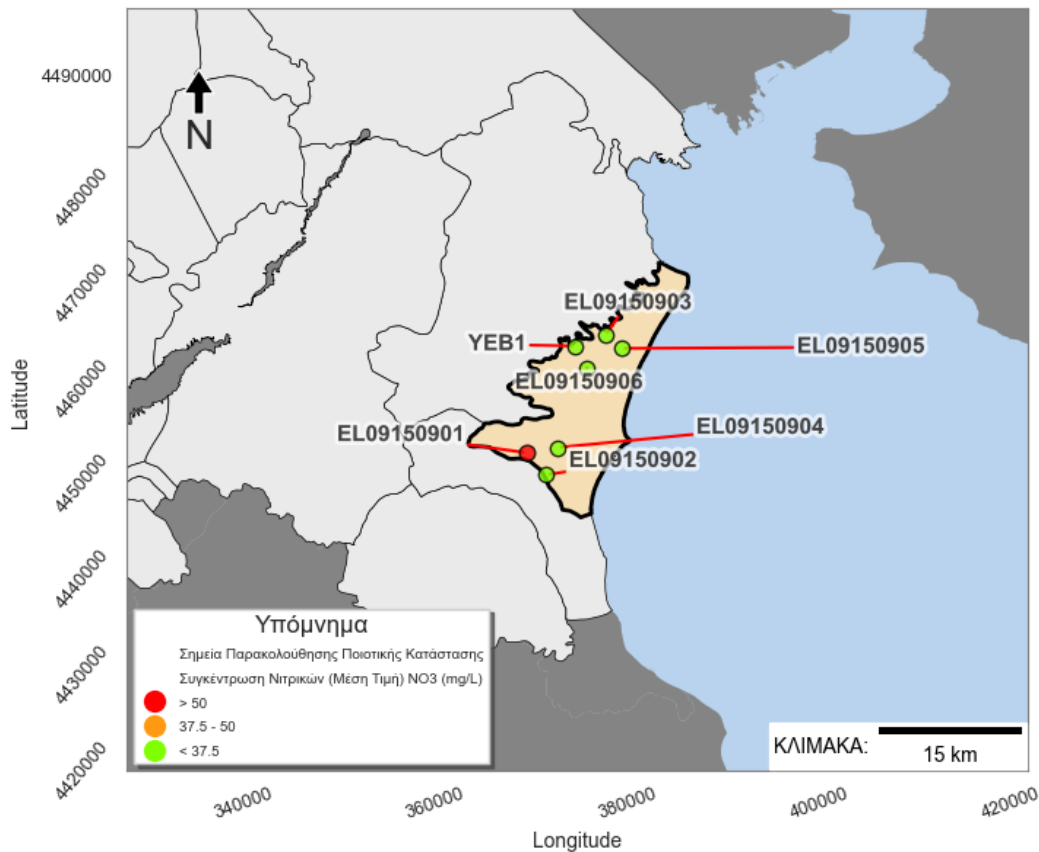 4490000
4480000
4470000
4460000
4450000
4440000
4430000
4420000
Latitude
N
EL09150903
YEB1
EL09150905
EL09150906
EL09150901
EL09150904
EL09150902
Υπόμνημα
Σημεία Παρακολούθησης Ποιοτικής Κατάστασης
Συγκέντρωση Νιτρικών (Μέση Τιμή) NO3 (mg/L)
> 50
37.5 - 50
< 37.5
ΚΛΙΜΑΚΑ:
15 km
340000
360000
380000
400000
420000
Longitude